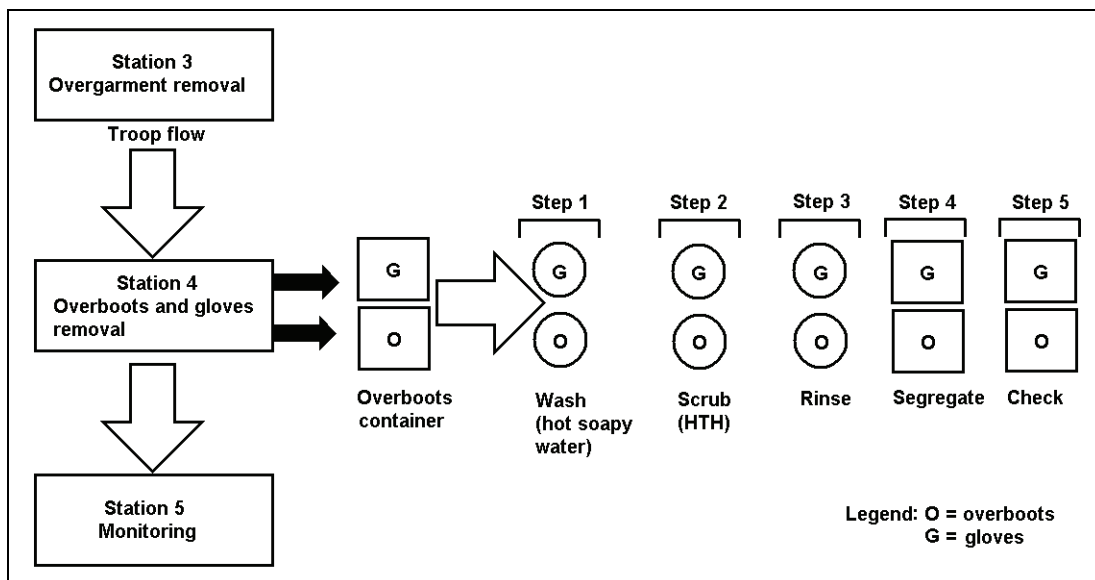 Station 3
Overgarment removal
Troop flow
Station 4
Overboots and gloves
removal
Station 5
Monitoring
G
O
Overboots
container
Step 1
G
O
Wash
(hot soapy
water)
Step 2
G
O
Scrub
(HTH)
Step 3
G
O
Rinse
Step 4
G
O
Segregate
Step 5
G
O
Check
Legend: O = overboots
G = gloves